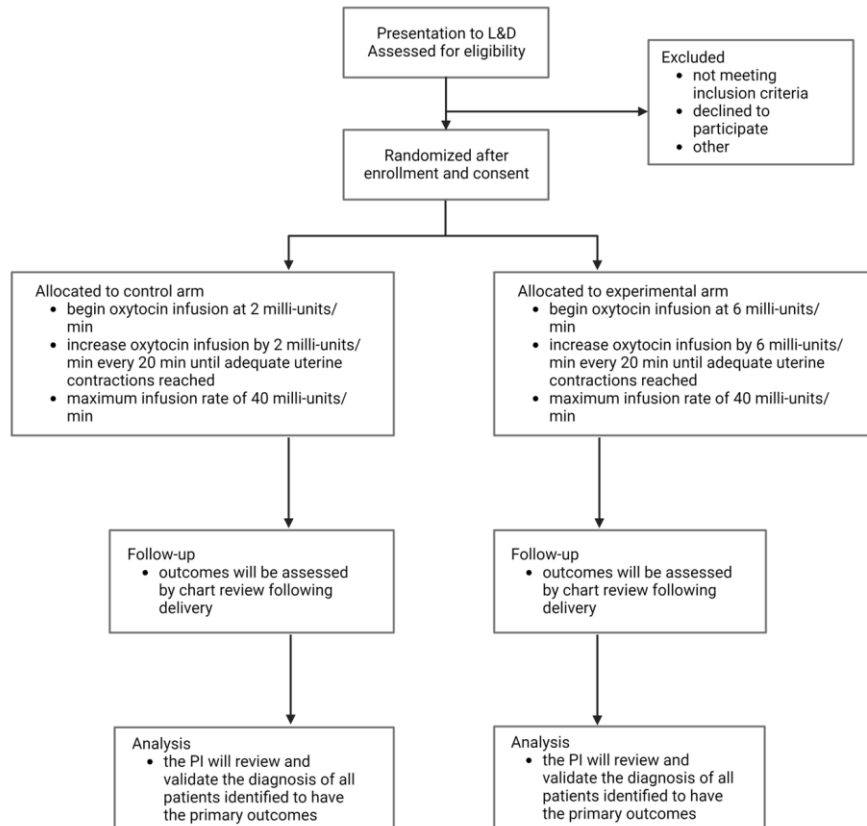 Presentation to L&D
Assessed for eligibility
Excluded
• not meeting
inclusion criteria
• declined to
participate
• other
Randomized after
enrollment and consent
Allocated to control arm
• begin oxytocin infusion at 2 milli-units/
min
• increase oxytocin infusion by 2 milli-units/
min every 20 min until adequate uterine
contractions reached
• maximum infusion rate of 40 milli-units/
min
Allocated to experimental arm
• begin oxytocin infusion at 6 milli-units/
min
• increase oxytocin infusion by 6 milli-units/
min every 20 min until adequate uterine
contractions reached
• maximum infusion rate of 40 milli-units/
min
Follow-up
• outcomes will be assessed
by chart review following
delivery
Follow-up
• outcomes will be assessed
by chart review following
delivery
Analysis
• the PI will review and
validate the diagnosis of all
patients identified to have
the primary outcomes
Analysis
• the PI will review and
validate the diagnosis of all
patients identified to have
the primary outcomes